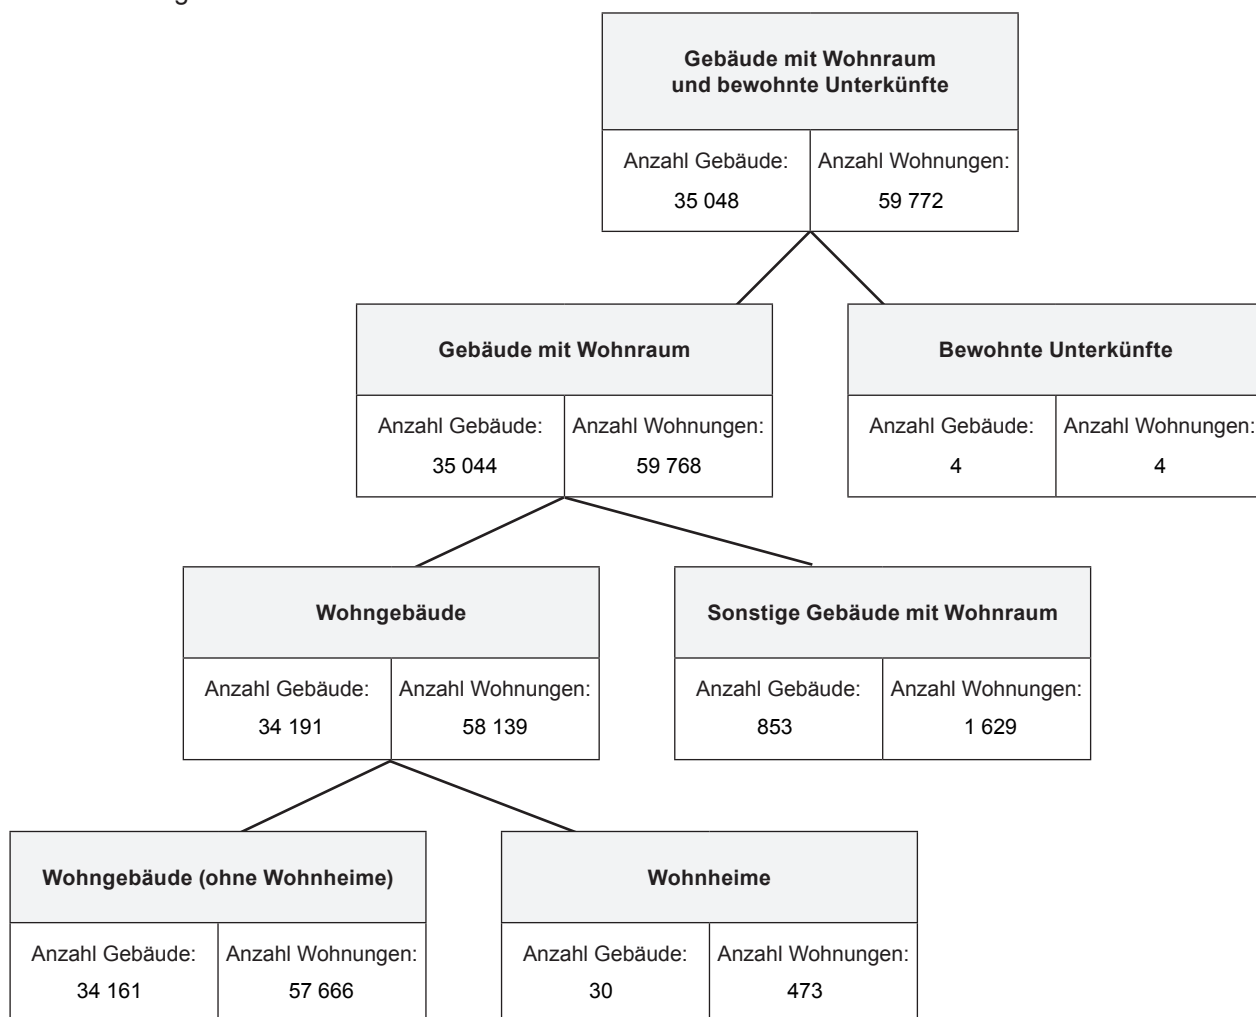 Gebäude mit Wohnraum
und bewohnte Unterkünfte
Anzahl Gebäude: Anzahl Wohnungen:
35 048 59 772
Gebäude mit Wohnraum Bewohnte Unterkünfte
Anzahl Gebäude: Anzahl Wohnungen: Anzahl Gebäude: Anzahl Wohnungen:
35 044 59 768 4 4
Wohngebäude Sonstige Gebäude mit Wohnraum
Anzahl Gebäude: Anzahl Wohnungen: Anzahl Gebäude: Anzahl Wohnungen:
34 191 58 139 853 1 629
Wohngebäude (ohne Wohnheime) Wohnheime
Anzahl Gebäude: Anzahl Wohnungen: Anzahl Gebäude: Anzahl Wohnungen:
34 161 57 666 30 473